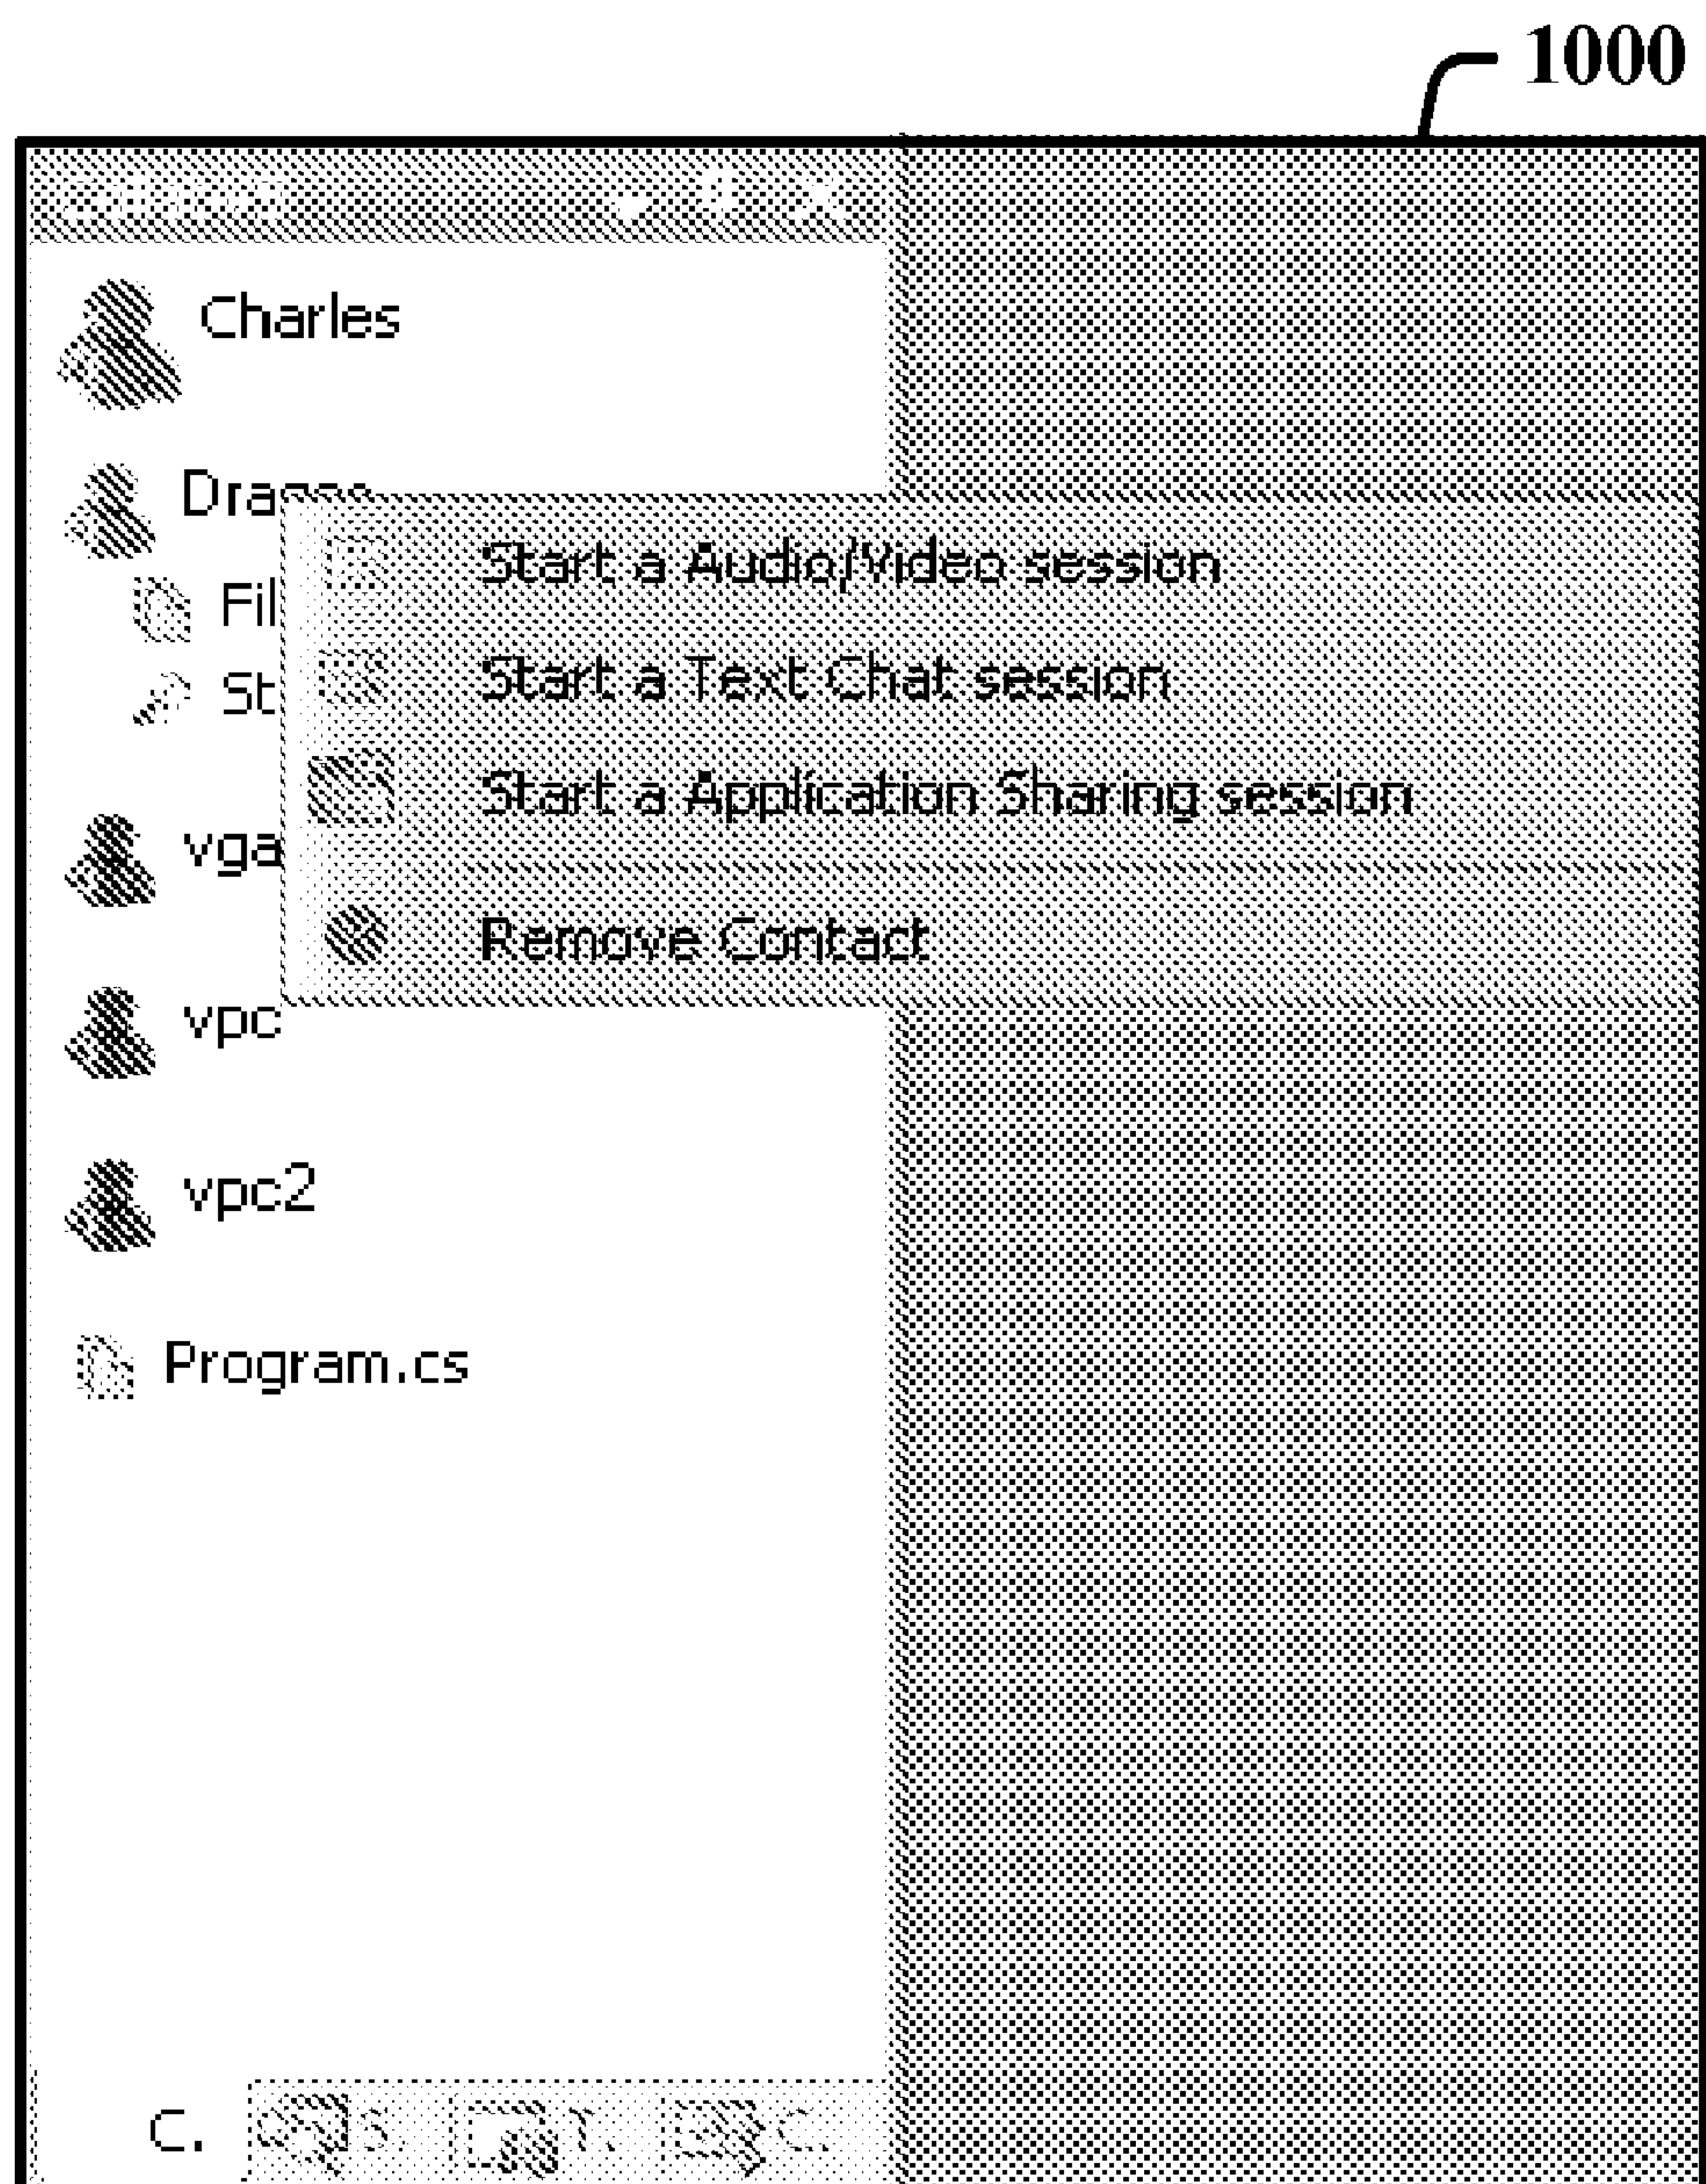 1000
Charles
Fil
Start a Audio/Video session
St
Start a Text Chat session
Start a Application Sharing session
vga
Remove Contact
vpc
vpc2
Program.cs
C. S. T. C.